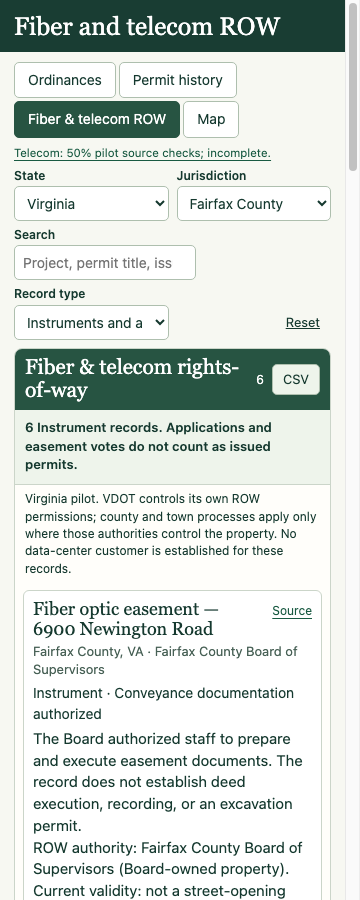 Fiber and telecom ROW
Ordinances
Permit history
Fiber & telecom ROW
Map
Telecom: 50% pilot source checks; incomplete.
State
Jurisdiction
Virginia
Fairfax County
Search
Project, permit title, iss
Record type
Instruments and a
Reset
Fiber & telecom rights-
of-way
6
CSV
6 Instrument records. Applications and
easement votes do not count as issued
permits.
Virginia pilot. VDOT controls its own ROW
permissions; county and town processes apply only
where those authorities control the property. No
data-center customer is established for these
records.
Fiber optic easement —
6900 Newington Road
Source
Fairfax County, VA · Fairfax County Board of
Supervisors
Instrument · Conveyance documentation
authorized
The Board authorized staff to prepare
and execute easement documents. The
record does not establish deed
execution, recording, or an excavation
permit.
ROW authority: Fairfax County Board of
Supervisors (Board-owned property).
Current validity: not a street-opening